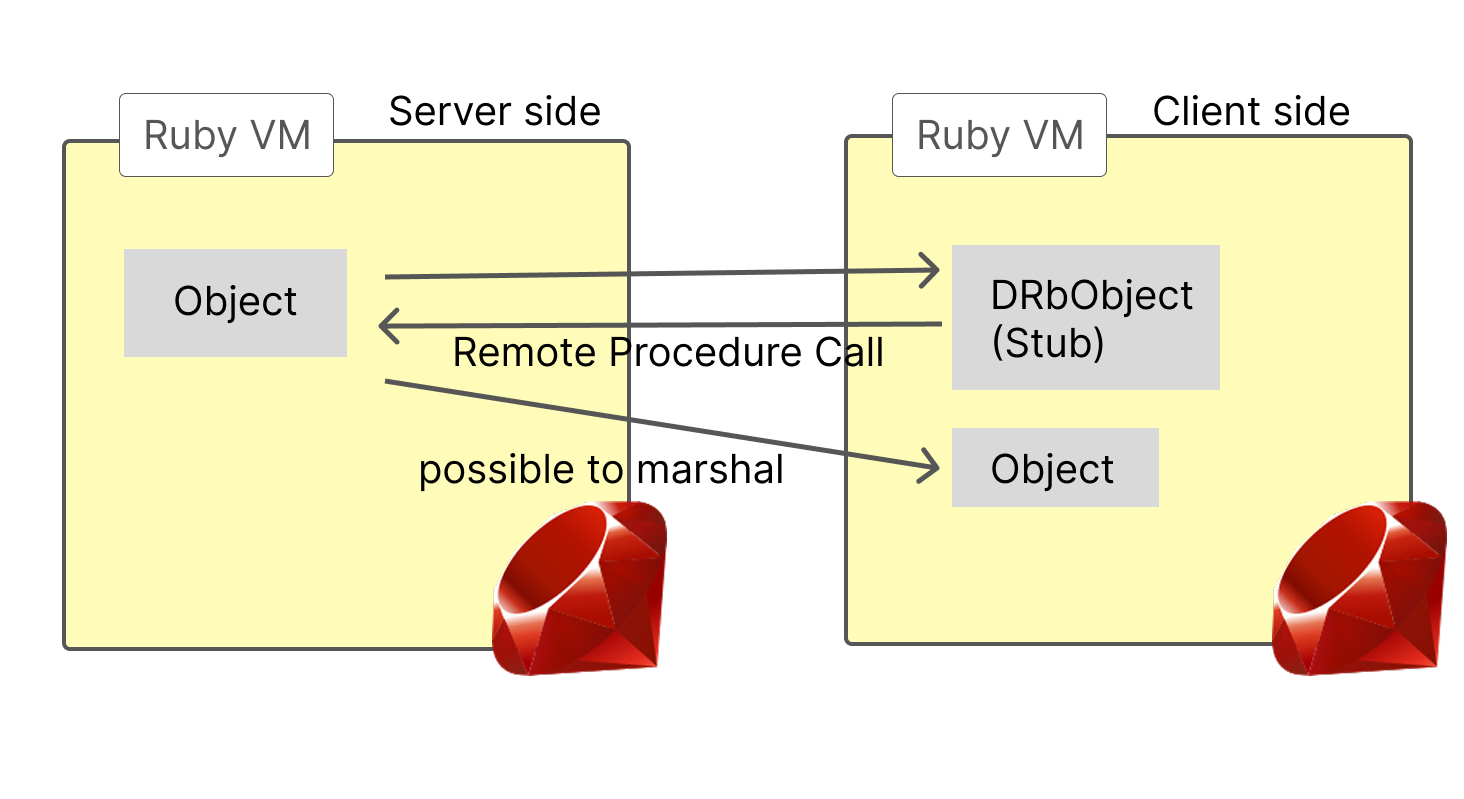 Ruby VM
Server side
Object
Ruby VM
Client side
DRbObject
(Stub)
Remote Procedure Call
possible to marshal
Object